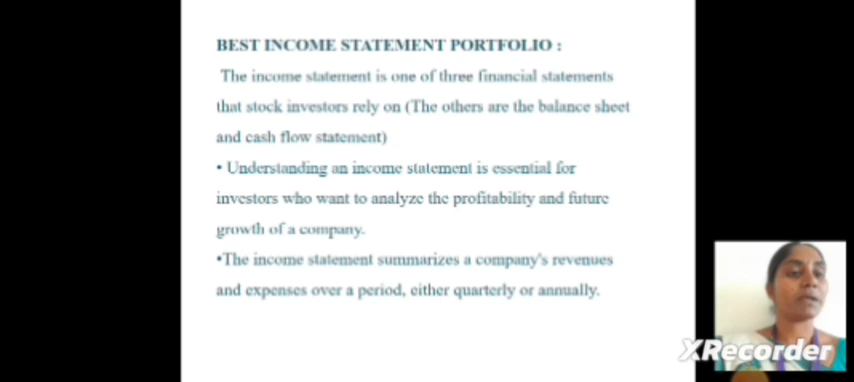 BEST INCOME STATEMENT PORTFOLIO :
The income statement is one of three financial statements
that stock investors rely on (The others are the balance sheet
and cash flow statement)
• Understanding an income statement is essential for
investors who want to analyze the profitability and future
growth of a company.
•The income statement summarizes a company's revenues
and expenses over a period, either quarterly or annually.
XRecorder